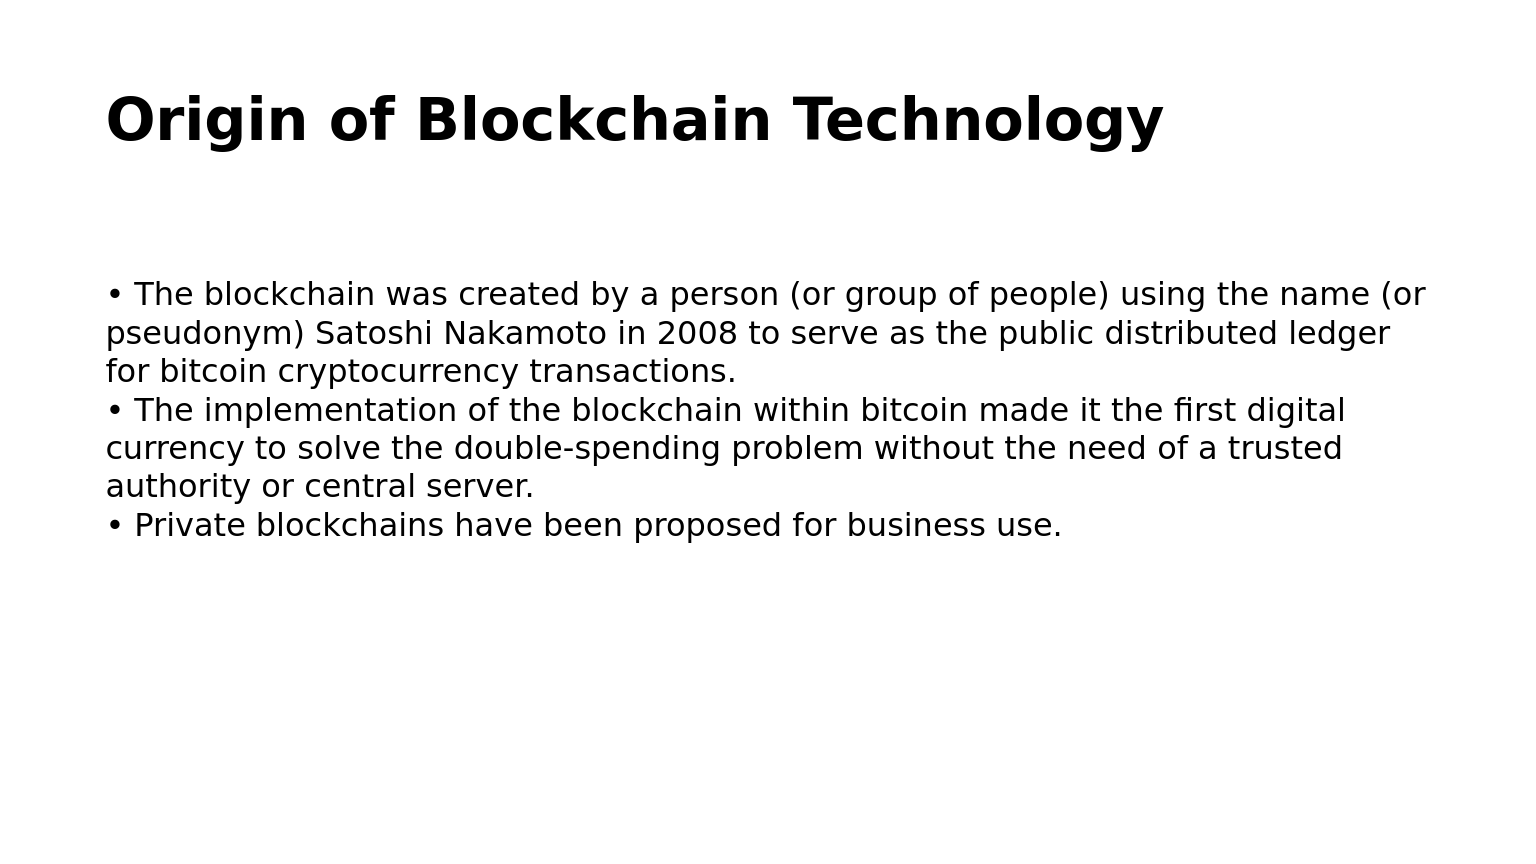 Origin of Blockchain Technology
• The blockchain was created by a person (or group of people) using the name (or
pseudonym) Satoshi Nakamoto in 2008 to serve as the public distributed ledger
for bitcoin cryptocurrency transactions.
• The implementation of the blockchain within bitcoin made it the first digital
currency to solve the double-spending problem without the need of a trusted
authority or central server.
• Private blockchains have been proposed for business use.